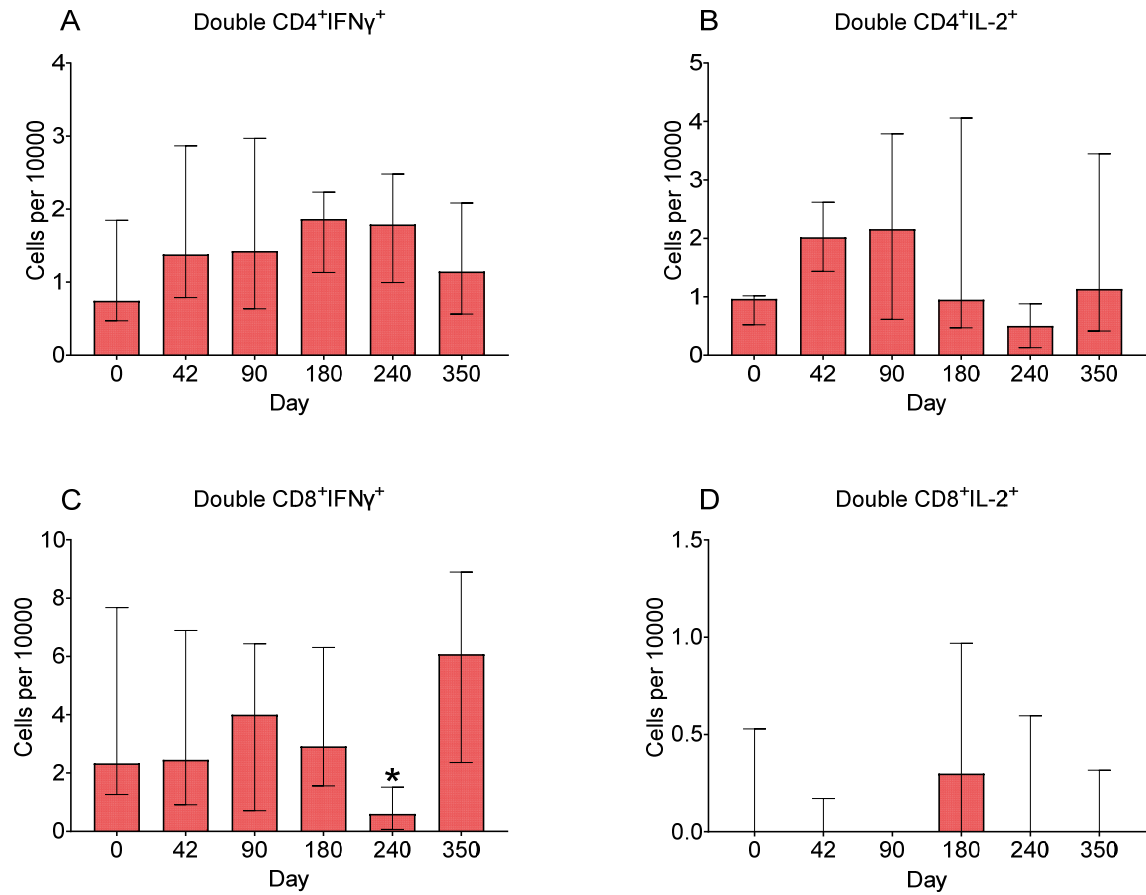 A
Double CD4⁺IFNγ⁺
Cells per 10000
4
3
2
1
0
0 42 90 180 240 350
Day
B
Double CD4⁺IL-2⁺
Cells per 10000
5
4
3
2
1
0
0 42 90 180 240 350
Day
C
Double CD8⁺IFNγ⁺
Cells per 10000
10
8
6
4
2
0
*
0 42 90 180 240 350
Day
D
Double CD8⁺IL-2⁺
Cells per 10000
1.5
1.0
0.5
0.0
0 42 90 180 240 350
Day